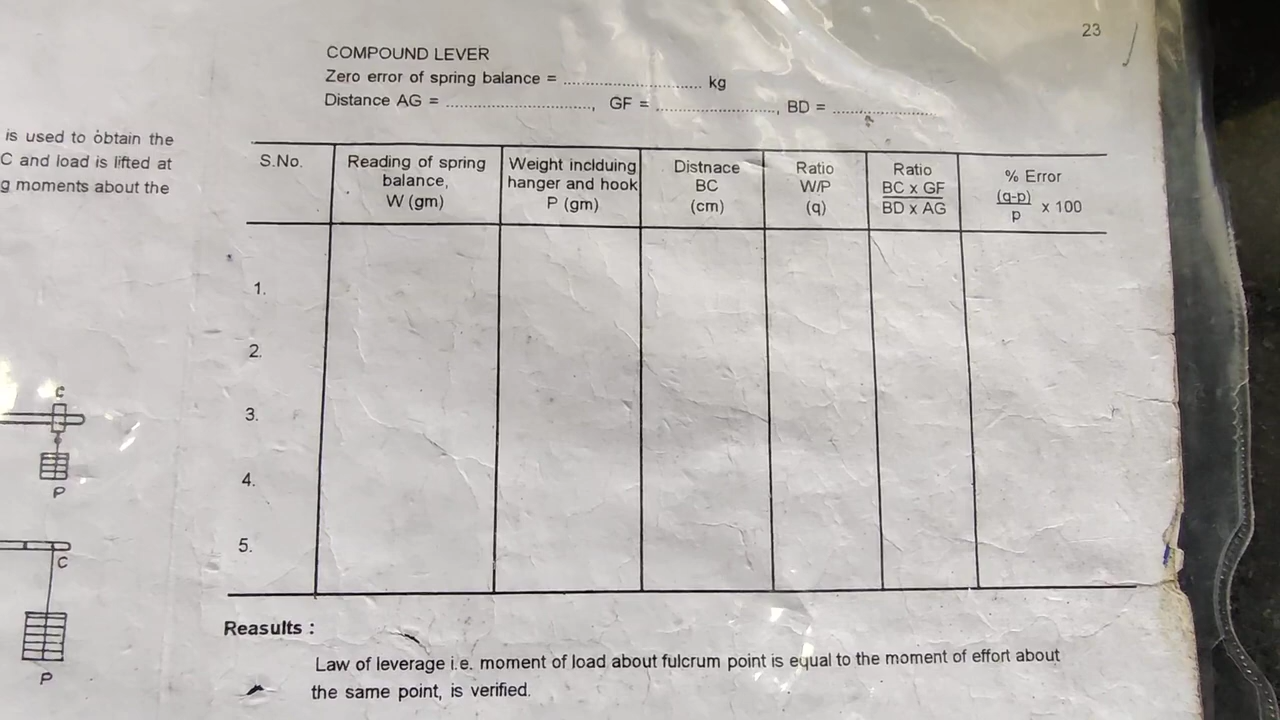 23
COMPOUND LEVER
Zero error of spring balance = .............................. kg
Distance AG = ................................, GF = .........................., BD = ......................
is used to obtain the
C and load is lifted at
g moments about the
S.No.
Reading of spring
balance,
W (gm)
Weight inclduing
hanger and hook
P (gm)
Distnace
BC
(cm)
Ratio
W/P
(q)
Ratio
BC x GF
BD x AG
% Error
(q-p)
p
x 100
1.
2.
3.
4.
5.
C
P
C
P
Reasults :
Law of leverage i.e. moment of load about fulcrum point is equal to the moment of effort about
the same point, is verified.